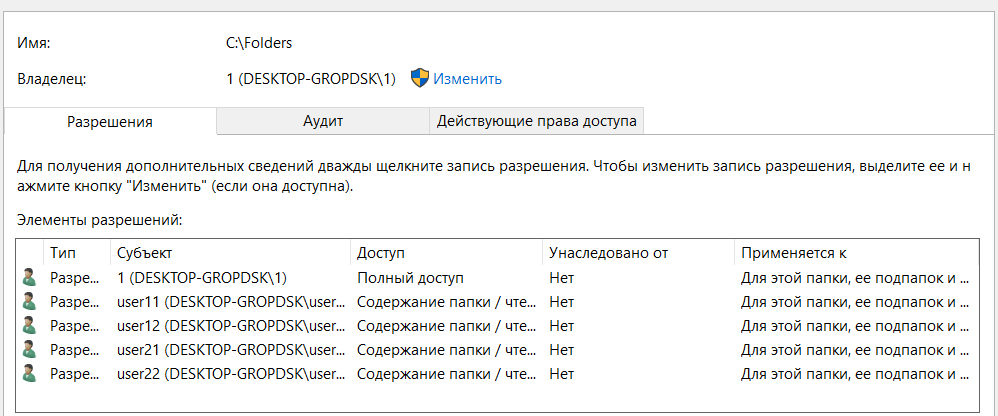 Имя: C:\Folders
Владелец: 1 (DESKTOP-GROPDSK\1) Изменить
Разрешения Аудит Действующие права доступа
Для получения дополнительных сведений дважды щелкните запись разрешения. Чтобы изменить запись разрешения, выделите ее и н
ажмите кнопку "Изменить" (если она доступна).
Элементы разрешений:
Тип Субъект Доступ Унаследовано от Применяется к
Разре... 1 (DESKTOP-GROPDSK\1) Полный доступ Нет Для этой папки, ее подпапок и ...
Разре... user11 (DESKTOP-GROPDSK\user... Содержание папки / чте... Нет Для этой папки, ее подпапок и ...
Разре... user12 (DESKTOP-GROPDSK\user... Содержание папки / чте... Нет Для этой папки, ее подпапок и ...
Разре... user21 (DESKTOP-GROPDSK\user... Содержание папки / чте... Нет Для этой папки, ее подпапок и ...
Разре... user22 (DESKTOP-GROPDSK\user... Содержание папки / чте... Нет Для этой папки, ее подпапок и ...